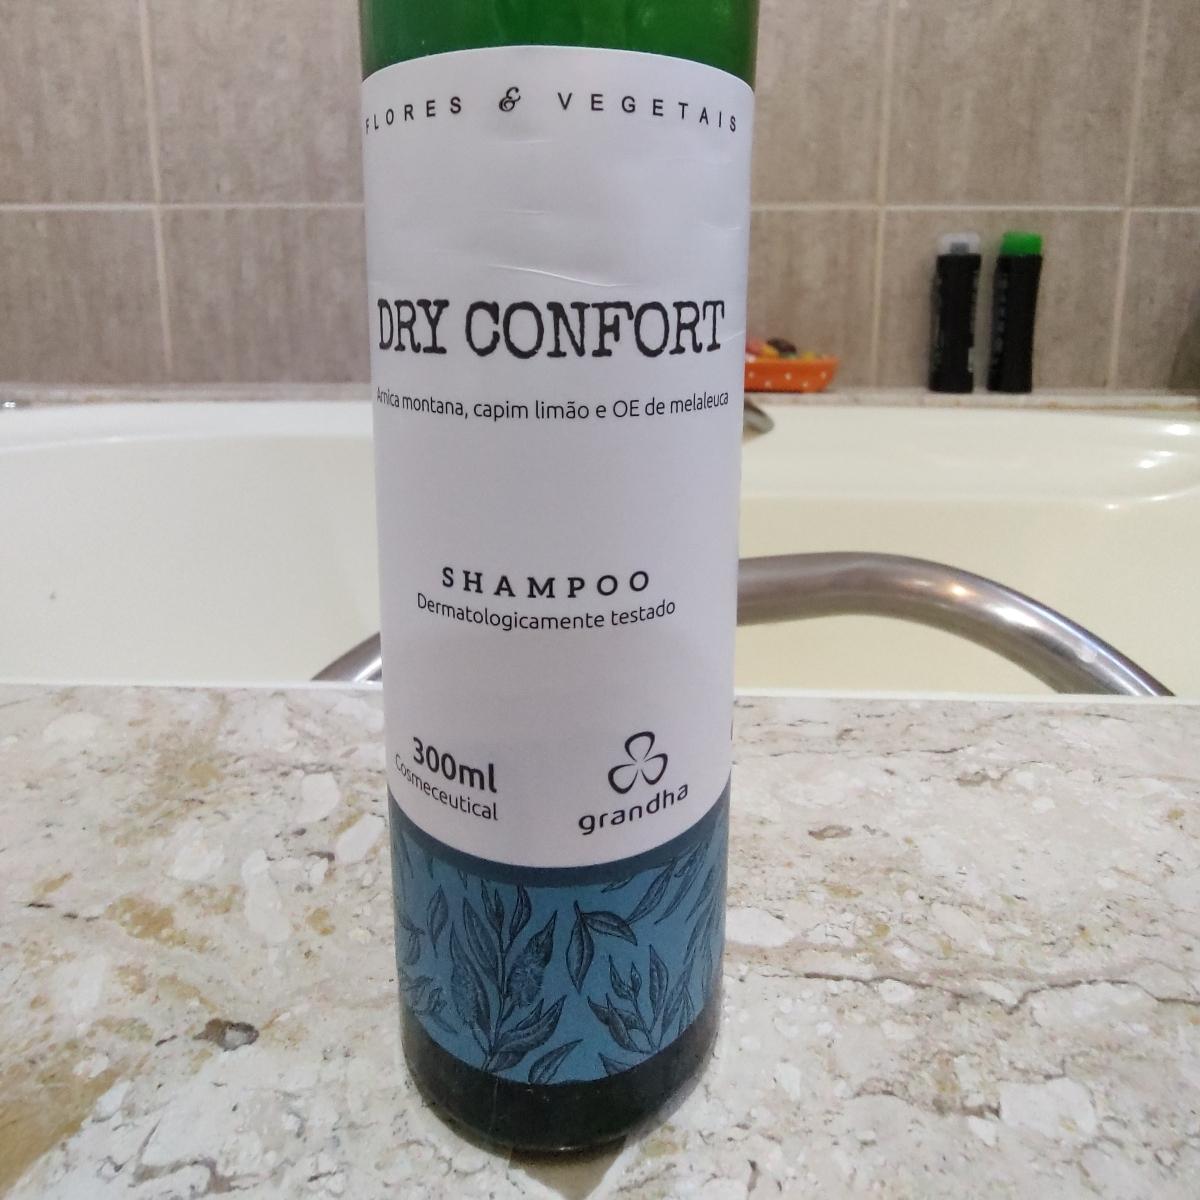 FLORES & VEGETAIS
DRY CONFORT
Arnica montana, capim limão e OE de melaleuca
SHAMPOO
Dermatologicamente testado
300ml
Cosmeceutical
grandha